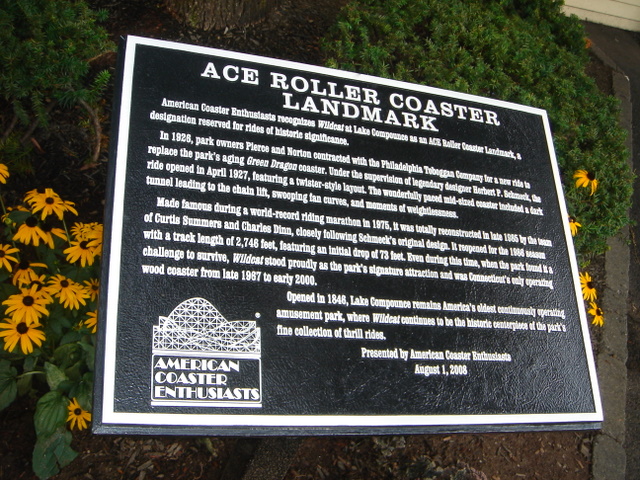 ACE ROLLER COASTER
LANDMARK
American Coaster Enthusiasts recognizes Wildcat at Lake Compounce as an ACE Roller Coaster Landmark, a
designation reserved for rides of historic significance.
In 1926, park owners Pierce and Norton contracted with the Philadelphia Toboggan Company for a new ride to
replace the park's aging Green Dragon coaster. Under the supervision of legendary designer Herbert P. Schmeck, the
ride opened in April 1927, featuring a twister-style layout. The wonderfully paced mid-sized coaster included a dark
tunnel leading to the chain lift, swooping fan curves, and moments of weightlessness.
Made famous during a world-record riding marathon in 1975, it was totally reconstructed in late 1985 by the team
of Curtis Summers and Charles Dinn, closely following Schmeck's original design. It reopened for the 1986 season
with a track length of 2,746 feet, featuring an initial drop of 73 feet. Even during this time, when the park found it a
challenge to survive, Wildcat stood proudly as the park's signature attraction and was Connecticut's only operating
wood coaster from late 1967 to early 2000.
Opened in 1846, Lake Compounce remains America's oldest continuously operating
amusement park, where Wildcat continues to be the historic centerpiece of the park's
fine collection of thrill rides.
Presented by American Coaster Enthusiasts
August 1, 2008
AMERICAN
COASTER
ENTHUSIASTS
®